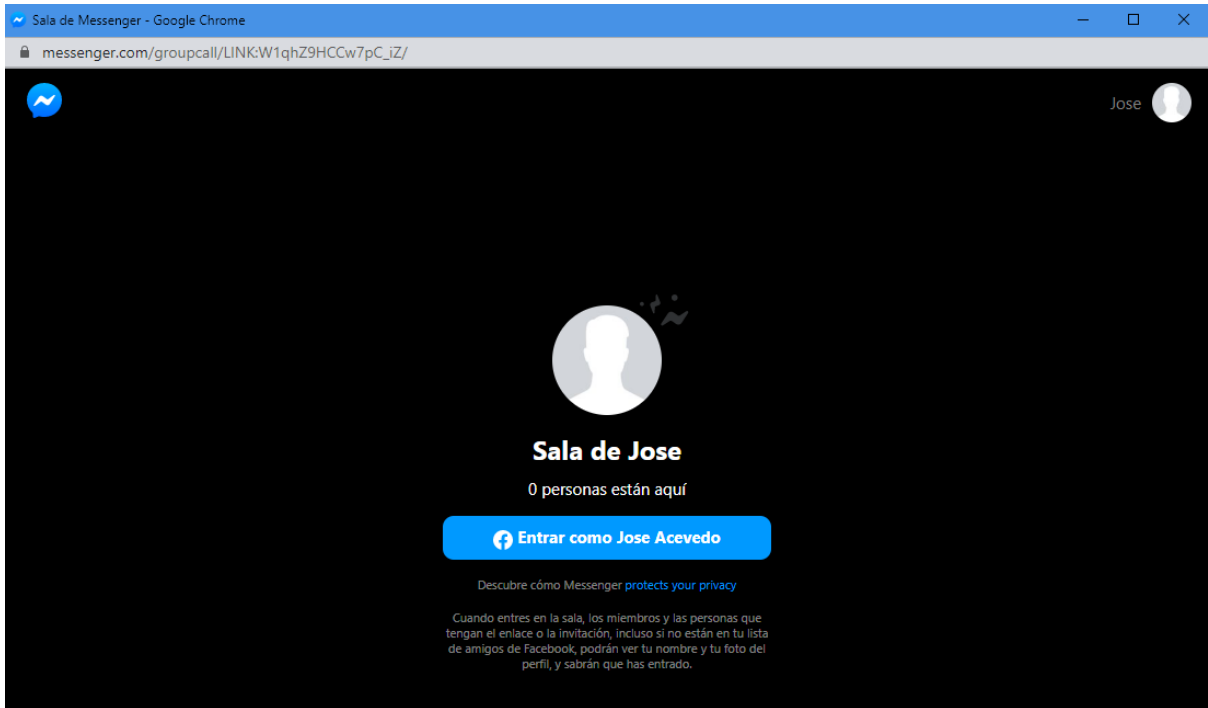 Sala de Messenger - Google Chrome
messenger.com/groupcall/LINK:W1qhZ9HCCw7pC_iZ/
Jose
Sala de Jose
0 personas están aquí
Entrar como Jose Acevedo
Descubre cómo Messenger protects your privacy
Cuando entres en la sala, los miembros y las personas que
tengan el enlace o la invitación, incluso si no están en tu lista
de amigos de Facebook, podrán ver tu nombre y tu foto del
perfil, y sabrán que has entrado.